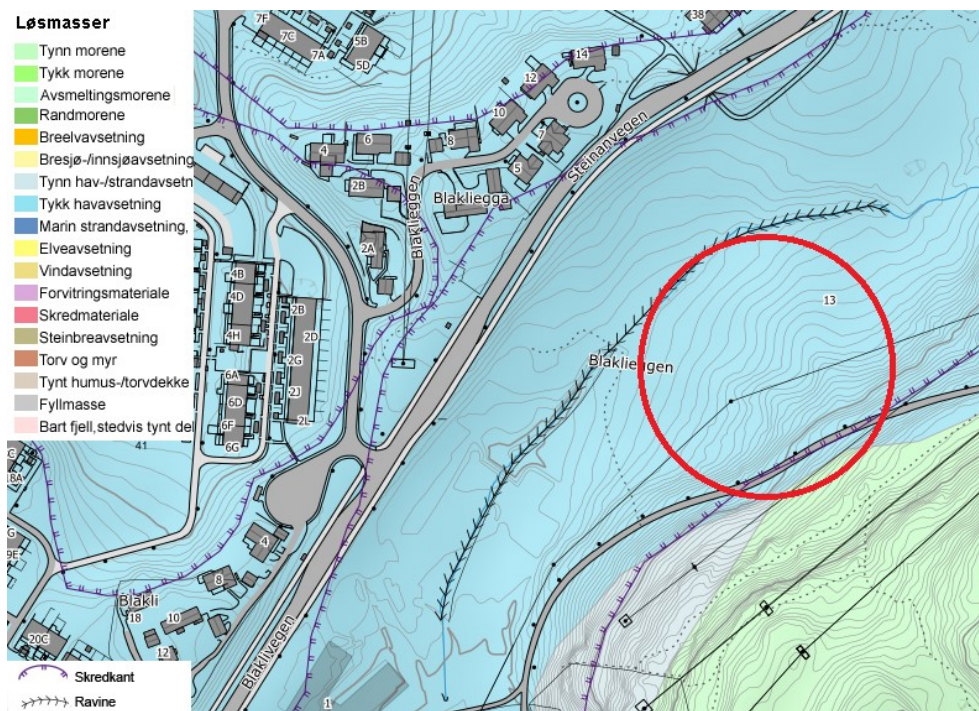 Løsmasser
Tynn morene
Tykk morene
Avsmeltingsmorene
Randmorene
Breelvavsetning
Bresjø-/innsjøavsetning
Tynn hav-/strandavsetn
Tykk havavsetning
Marin strandavsetning,
Elveavsetning
Vindavsetning
Forvitringsmateriale
Skredmateriale
Steinbreavsetning
Torv og myr
Tynt humus-/torvdekke
Fyllmasse
Bart fjell,stedvis tynt del
Skredkant
Ravine
7F
7C
7A
5B
5D
38
14
12
10
8
7
5
6
4
2B
2A
Blaklieggen
Blakliegga
Steinanvegen
13
Blaklieggen
4B
4D
4H
6A
6D
6F
6G
2B
2D
2G
2J
2L
41
18A
9E
4
8
Blakli
18
10
12
20C
Blaklivegen
1